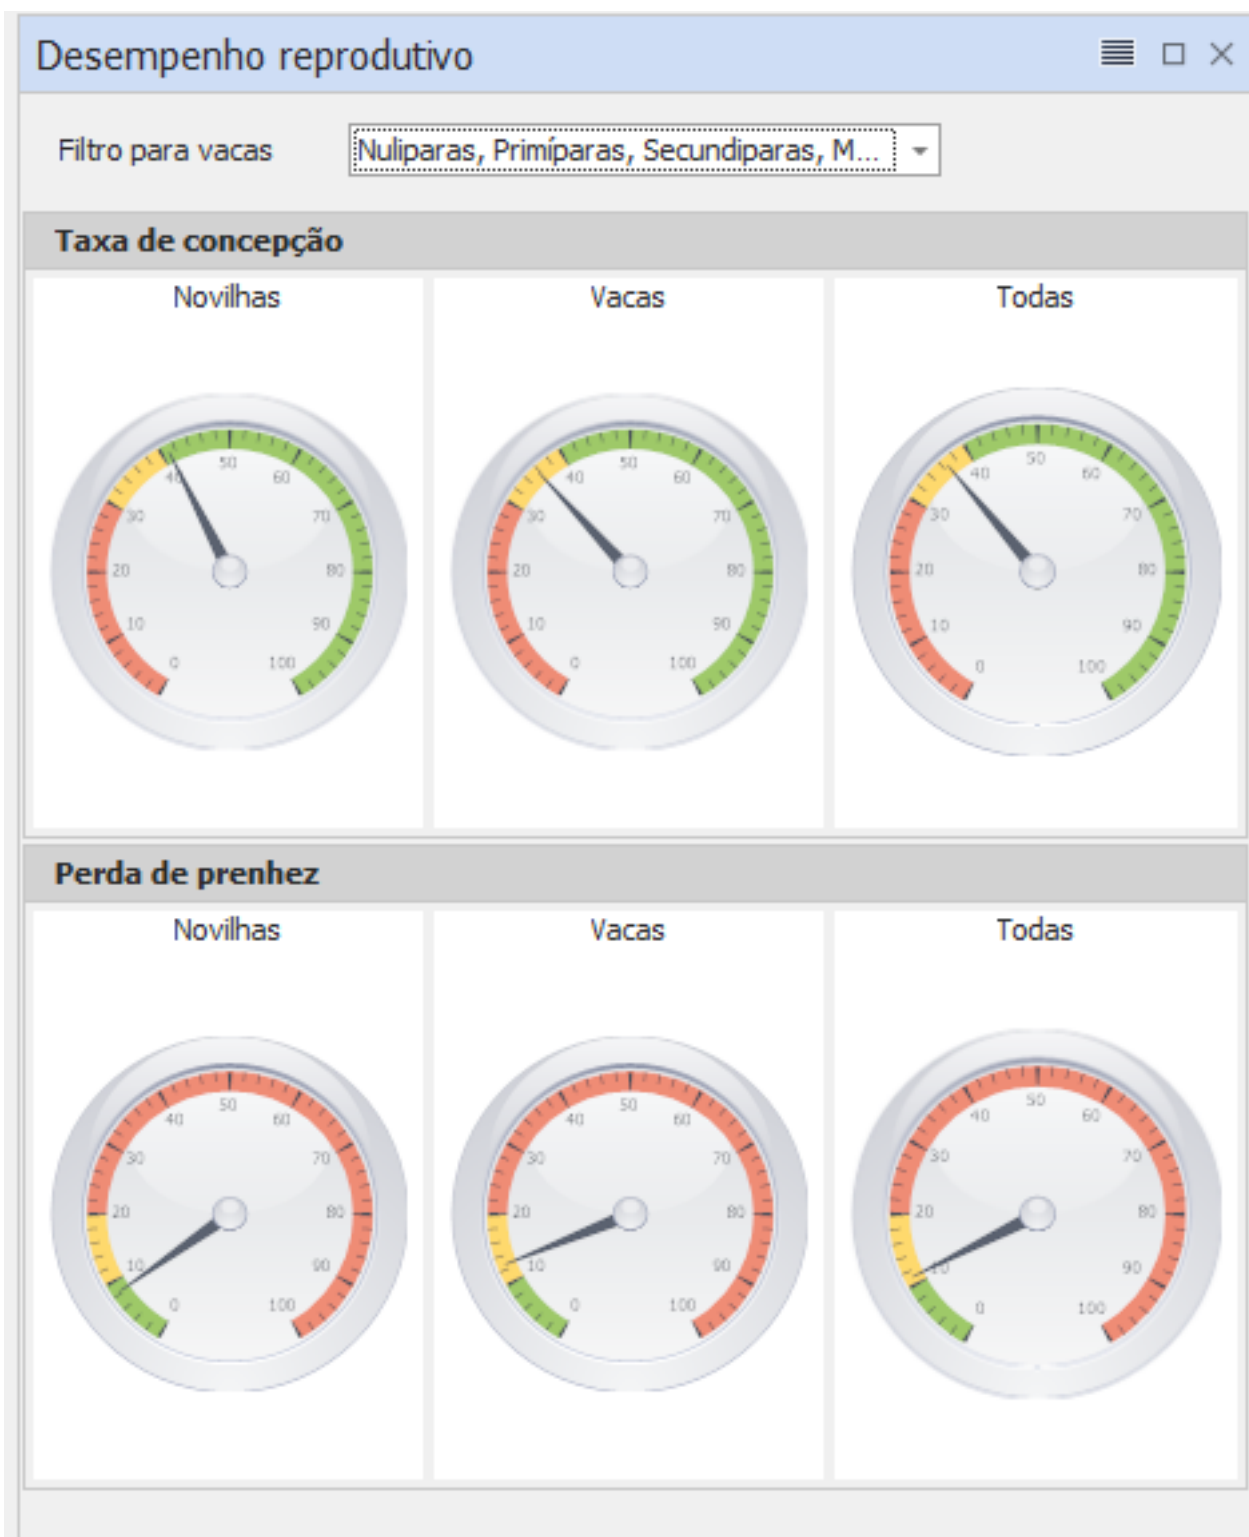 Desempenho reprodutivo
Filtro para vacas
Nuliparas, Primíparas, Secundiparas, M...
Taxa de concepção
Novilhas
Vacas
Todas
0 10 20 30 40 50 60 70 80 90 100
0 10 20 30 40 50 60 70 80 90 100
0 10 20 30 40 50 60 70 80 90 100
Perda de prenhez
Novilhas
Vacas
Todas
0 10 20 30 40 50 60 70 80 90 100
0 10 20 30 40 50 60 70 80 90 100
0 10 20 30 40 50 60 70 80 90 100